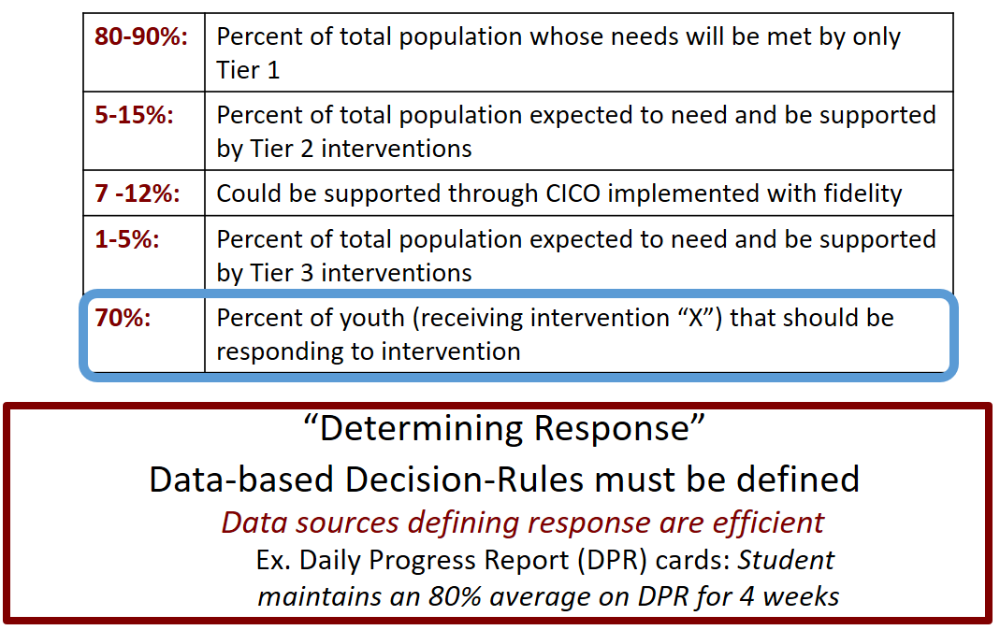 80-90%: Percent of total population whose needs will be met by only
Tier 1
5-15%: Percent of total population expected to need and be supported
by Tier 2 interventions
7 -12%: Could be supported through CICO implemented with fidelity
1-5%: Percent of total population expected to need and be supported
by Tier 3 interventions
70%: Percent of youth (receiving intervention “X”) that should be
responding to intervention
“Determining Response”
Data-based Decision-Rules must be defined
Data sources defining response are efficient
Ex. Daily Progress Report (DPR) cards: Student
maintains an 80% average on DPR for 4 weeks